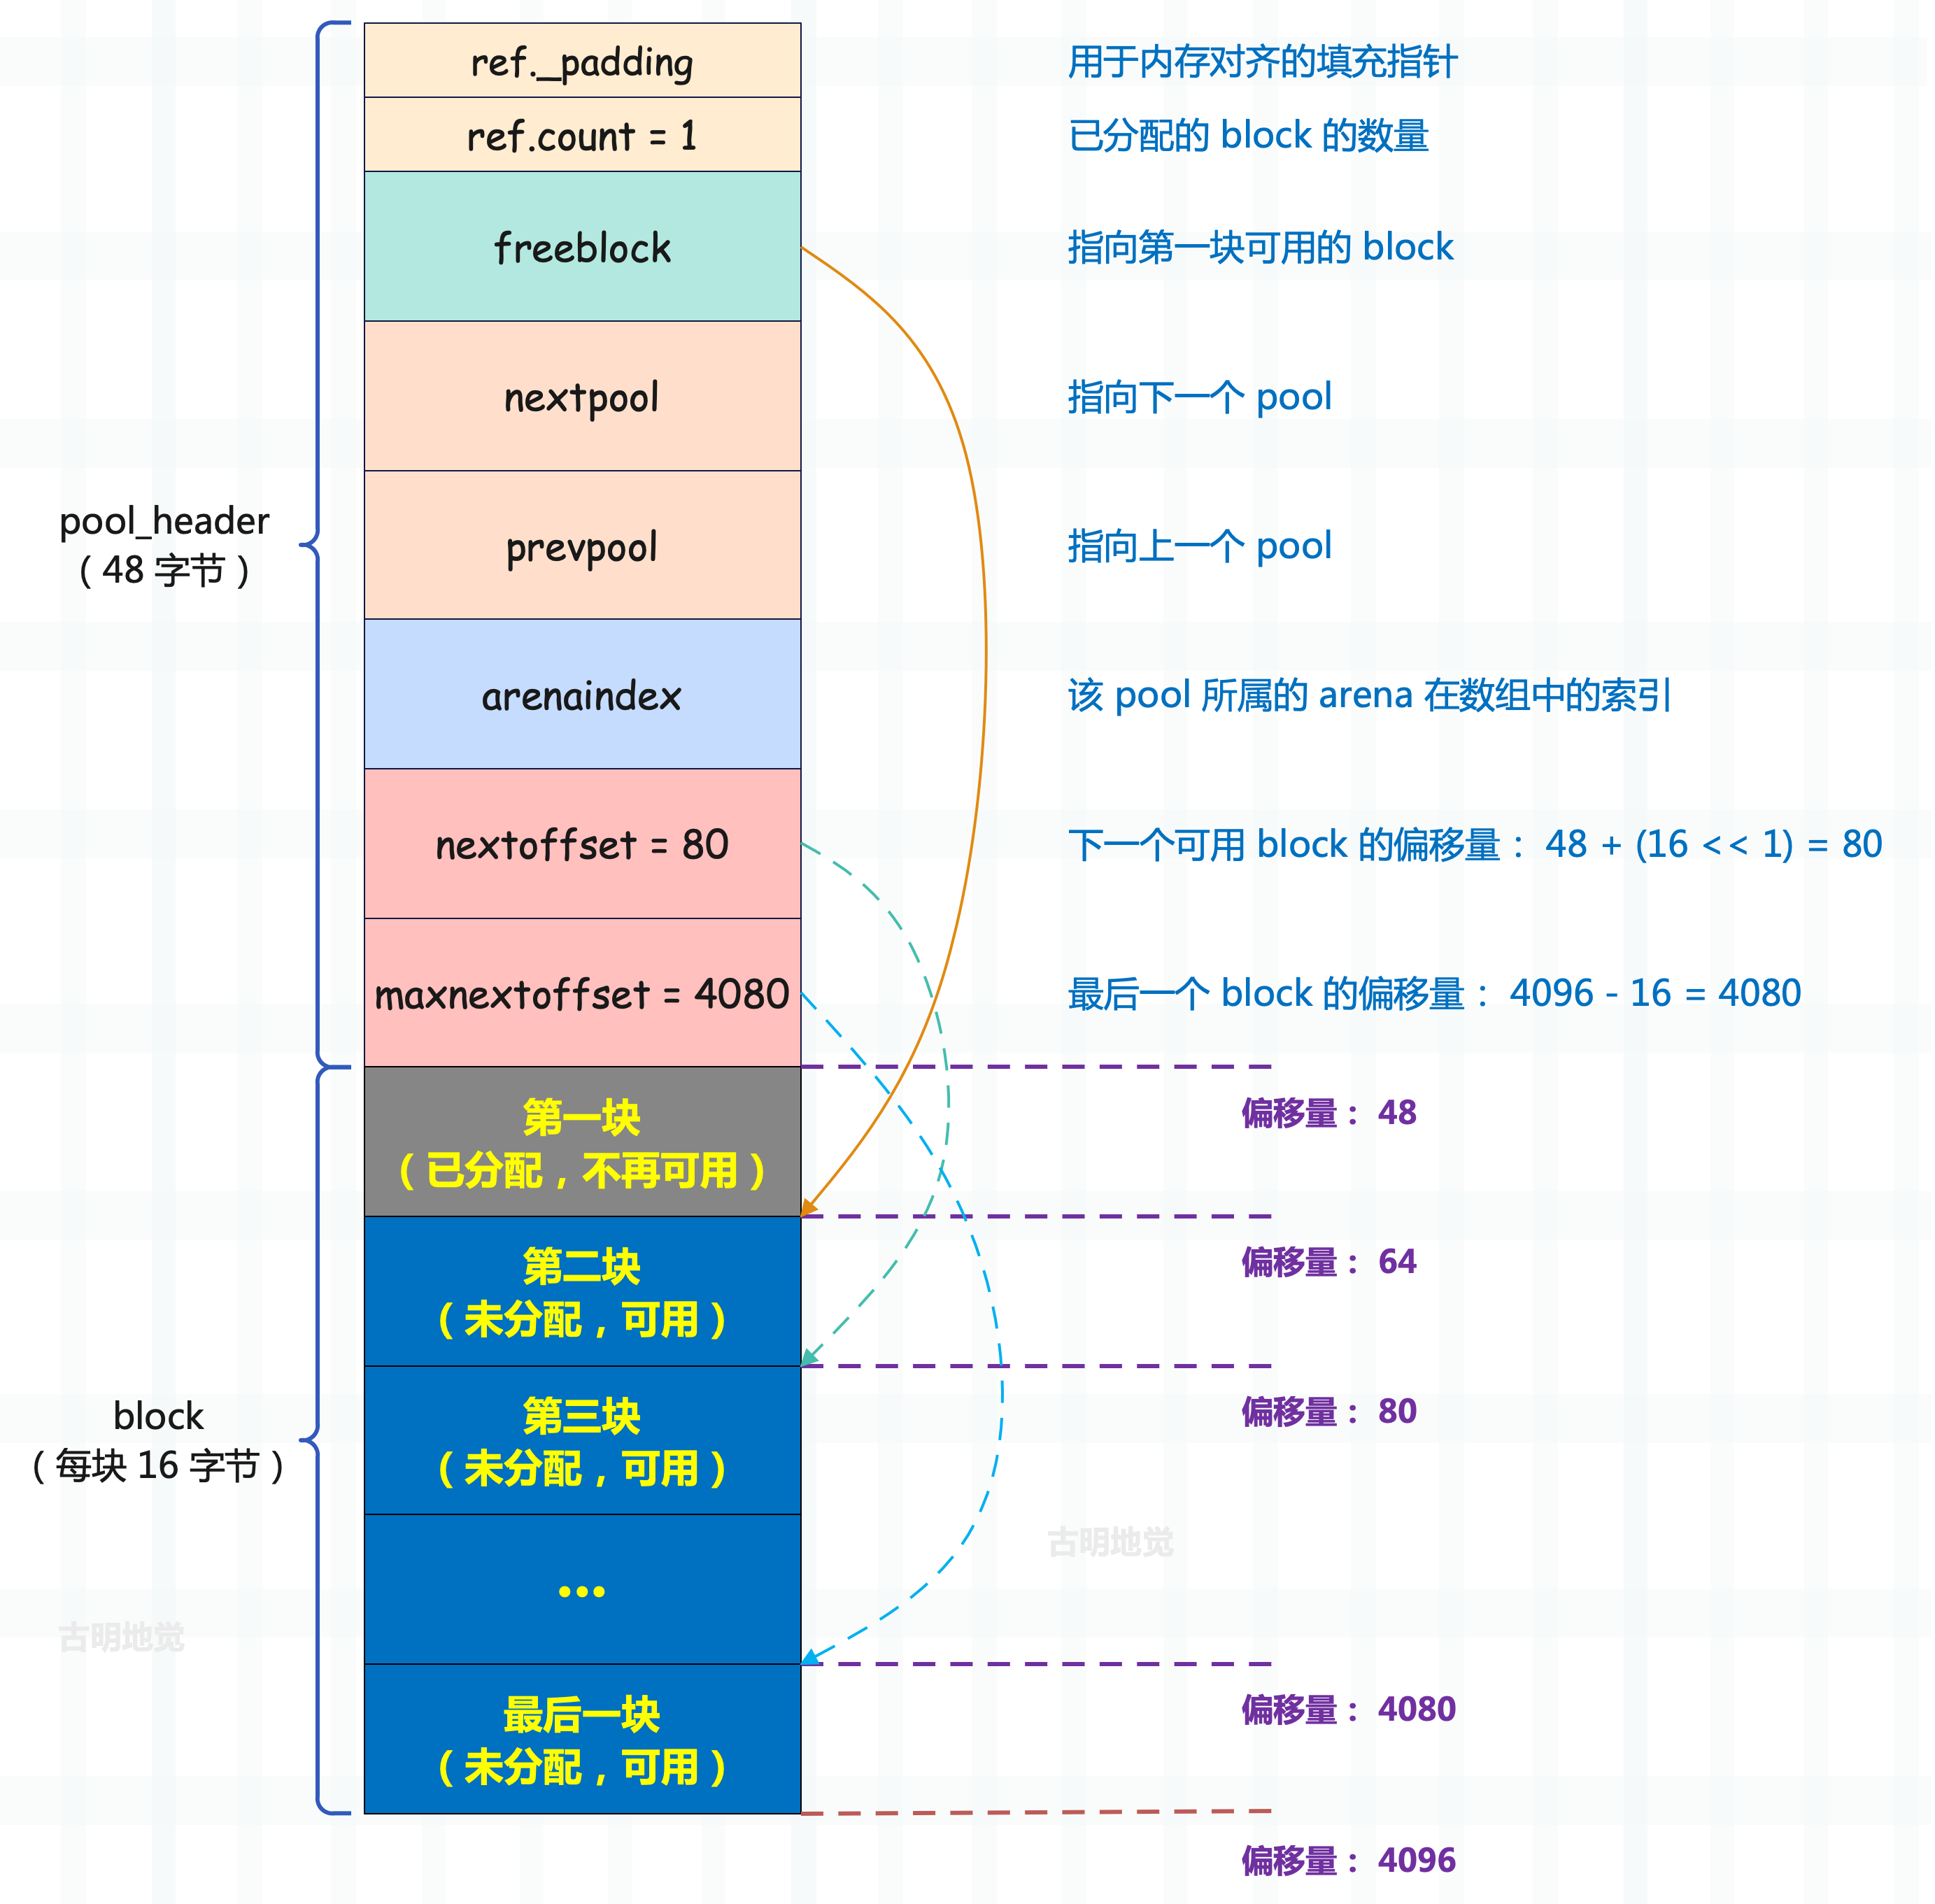 ref._padding
用于内存对齐的填充指针
ref.count = 1
已分配的 block 的数量
freeblock
指向第一块可用的 block
nextpool
指向下一个 pool
pool_header
（48 字节）
prevpool
指向上一个 pool
arenaindex
该 pool 所属的 arena 在数组中的索引
nextoffset = 80
下一个可用 block 的偏移量： 48 + (16 << 1) = 80
maxnextoffset = 4080
最后一个 block 的偏移量： 4096 - 16 = 4080
第一块
（已分配，不再可用）
偏移量： 48
第二块
（未分配，可用）
偏移量： 64
block
（每块 16 字节）
第三块
（未分配，可用）
偏移量： 80
古明地觉
...
古明地觉
最后一块
（未分配，可用）
偏移量： 4080
偏移量： 4096